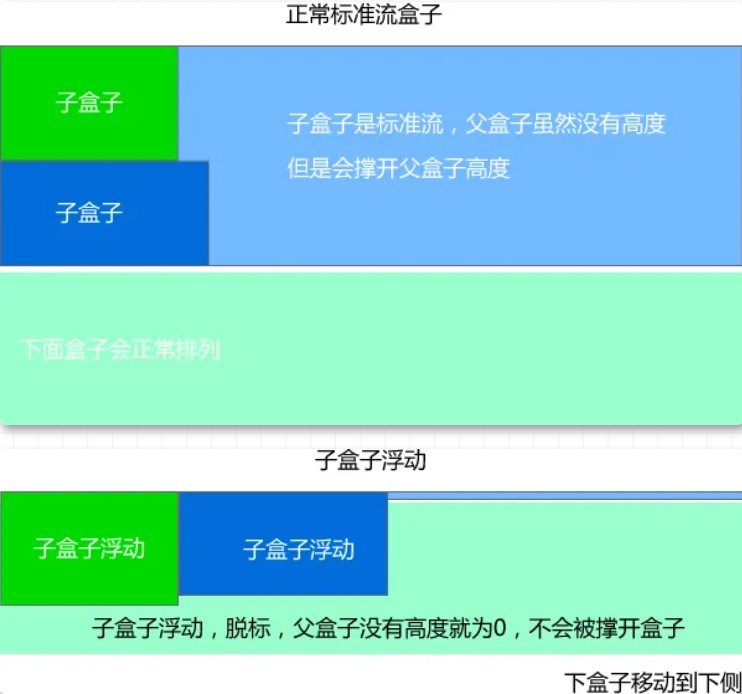 正常标准流盒子
子盒子
子盒子是标准流，父盒子虽然没有高度
但是会撑开父盒子高度
子盒子
下面盒子会正常排列
子盒子浮动
子盒子浮动
子盒子浮动
子盒子浮动，脱标，父盒子没有高度就为0，不会被撑开盒子
下盒子移动到下侧